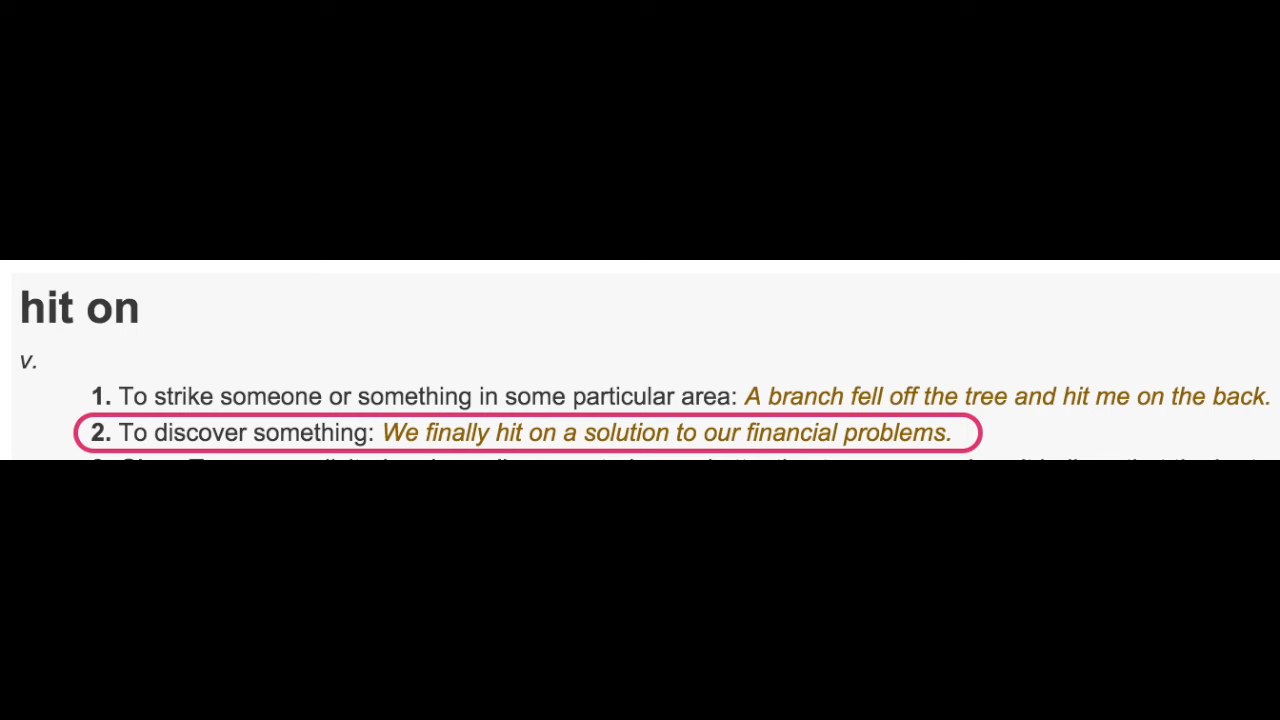 hit on
v.
1. To strike someone or something in some particular area: A branch fell off the tree and hit me on the back.
2. To discover something: We finally hit on a solution to our financial problems.